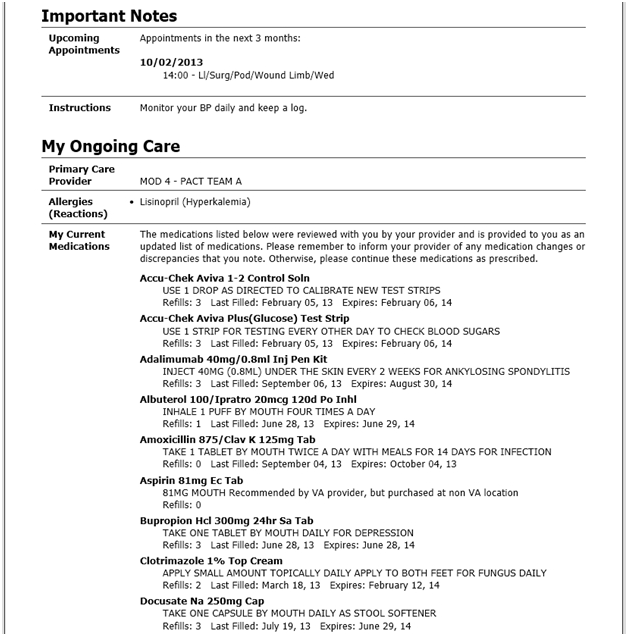 Important Notes
Upcoming
Appointments
Appointments in the next 3 months:
10/02/2013
14:00 - Ll/Surg/Pod/Wound Limb/Wed
Instructions
Monitor your BP daily and keep a log.
My Ongoing Care
Primary Care
Provider
MOD 4 - PACT TEAM A
Allergies
(Reactions)
• Lisinopril (Hyperkalemia)
My Current
Medications
The medications listed below were reviewed with you by your provider and is provided to you as an
updated list of medications. Please remember to inform your provider of any medication changes or
discrepancies that you note. Otherwise, please continue these medications as prescribed.
Accu-Chek Aviva 1-2 Control Soln
USE 1 DROP AS DIRECTED TO CALIBRATE NEW TEST STRIPS
Refills: 3 Last Filled: February 05, 13 Expires: February 06, 14
Accu-Chek Aviva Plus(Glucose) Test Strip
USE 1 STRIP FOR TESTING EVERY OTHER DAY TO CHECK BLOOD SUGARS
Refills: 3 Last Filled: February 05, 13 Expires: February 06, 14
Adalimumab 40mg/0.8ml Inj Pen Kit
INJECT 40MG (0.8ML) UNDER THE SKIN EVERY 2 WEEKS FOR ANKYLOSING SPONDYLITIS
Refills: 3 Last Filled: September 06, 13 Expires: August 30, 14
Albuterol 100/Ipratro 20mcg 120d Po Inhl
INHALE 1 PUFF BY MOUTH FOUR TIMES A DAY
Refills: 1 Last Filled: June 28, 13 Expires: June 29, 14
Amoxicillin 875/Clav K 125mg Tab
TAKE 1 TABLET BY MOUTH TWICE A DAY WITH MEALS FOR 14 DAYS FOR INFECTION
Refills: 0 Last Filled: September 04, 13 Expires: October 04, 13
Aspirin 81mg Ec Tab
81MG MOUTH Recommended by VA provider, but purchased at non VA location
Refills: 0
Bupropion Hcl 300mg 24hr Sa Tab
TAKE ONE TABLET BY MOUTH DAILY FOR DEPRESSION
Refills: 3 Last Filled: June 28, 13 Expires: June 28, 14
Clotrimazole 1% Top Cream
APPLY SMALL AMOUNT TOPICALLY DAILY APPLY TO BOTH FEET FOR FUNGUS DAILY
Refills: 2 Last Filled: March 18, 13 Expires: February 12, 14
Docusate Na 250mg Cap
TAKE ONE CAPSULE BY MOUTH DAILY AS STOOL SOFTENER
Refills: 3 Last Filled: July 19, 13 Expires: June 29, 14